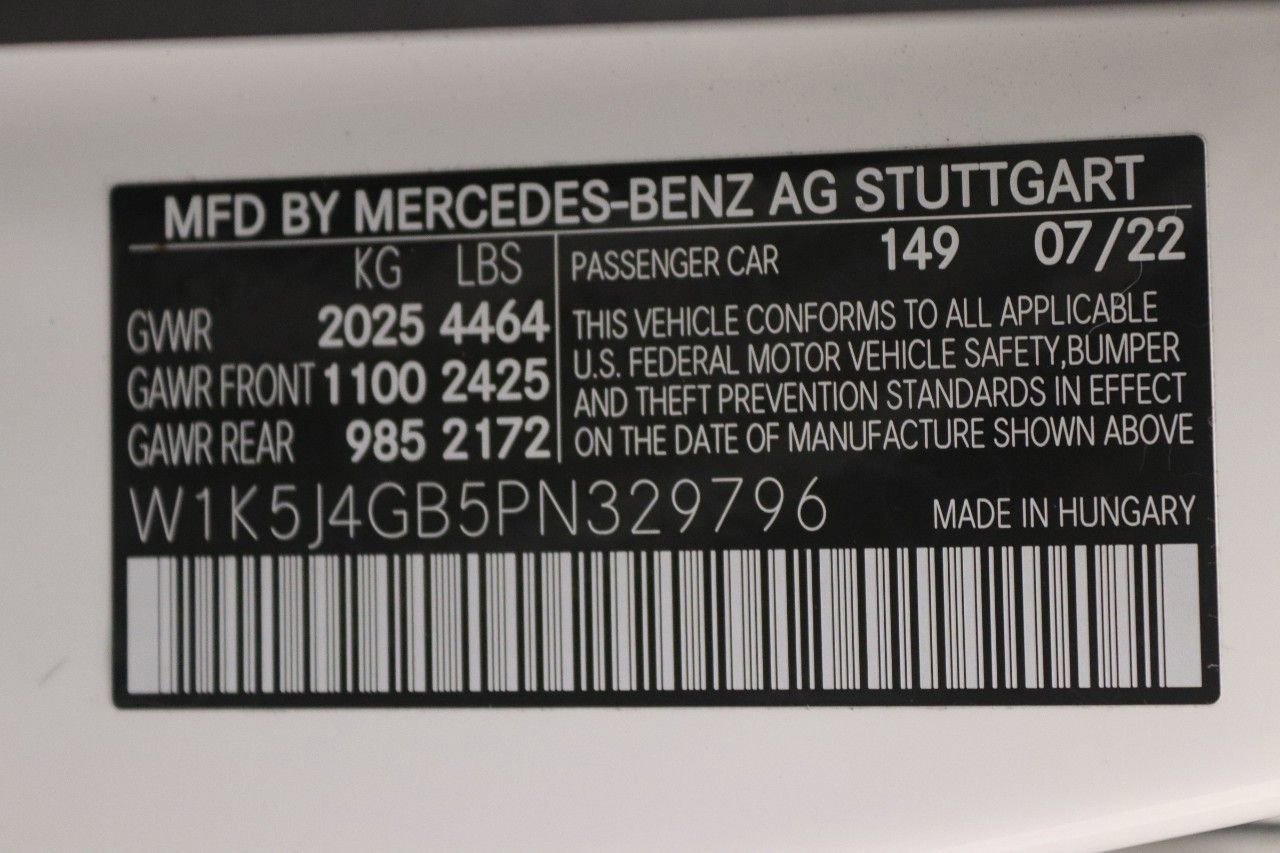 MFD BY MERCEDES-BENZ AG STUTTGART
KG LBS
GVWR 2025 4464
GAWR FRONT 1100 2425
GAWR REAR 985 2172
PASSENGER CAR 149 07/22
THIS VEHICLE CONFORMS TO ALL APPLICABLE
U.S. FEDERAL MOTOR VEHICLE SAFETY,BUMPER
AND THEFT PREVENTION STANDARDS IN EFFECT
ON THE DATE OF MANUFACTURE SHOWN ABOVE
W1K5J4GB5PN329796
MADE IN HUNGARY